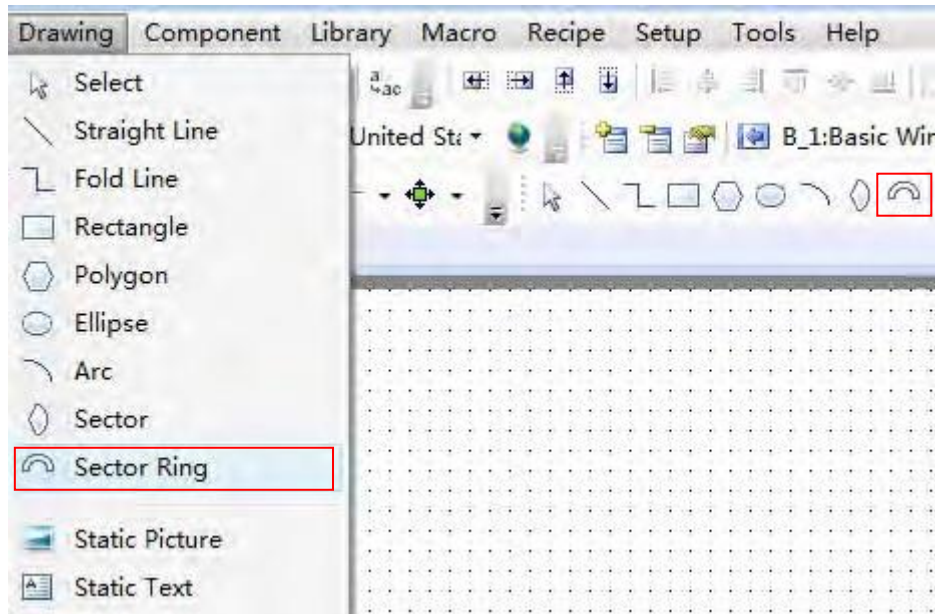 Drawing Component Library Macro Recipe Setup Tools Help
Select
Straight Line
Fold Line
Rectangle
Polygon
Ellipse
Arc
Sector
Sector Ring
Static Picture
Static Text
United Sta
B_1:Basic Win